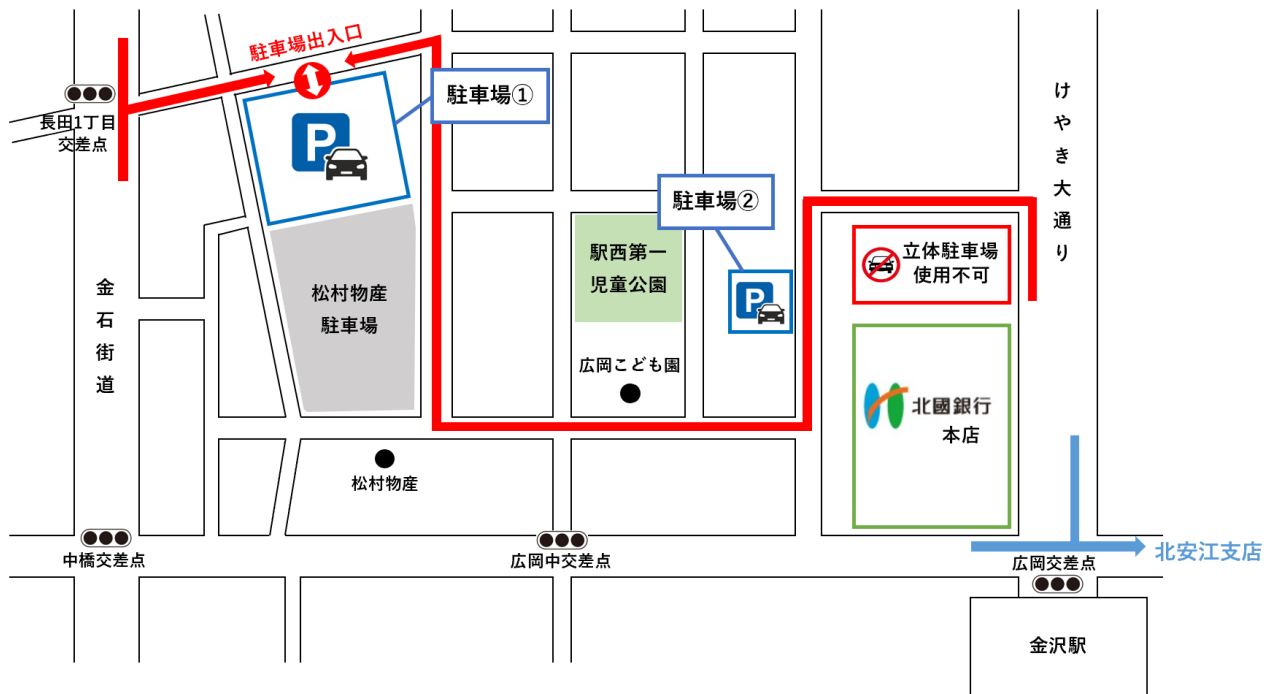 駐車場出入口
駐車場①
長田1丁目
交差点
P
け
や
き
大
通
り
駐車場②
駅西第一
児童公園
立体駐車場
使用不可
P
金
石
街
道
松村物産
駐車場
広岡こども園
北國銀行
本店
松村物産
中橋交差点
広岡中交差点
北安江支店
広岡交差点
金沢駅